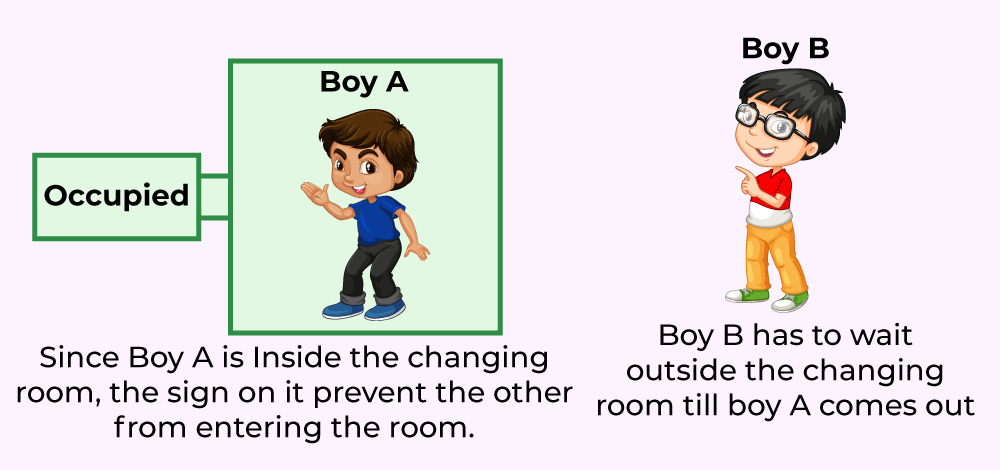 Boy A
Occupied
Since Boy A is Inside the changing
room, the sign on it prevent the other
from entering the room.
Boy B
Boy B has to wait
outside the changing
room till boy A comes out